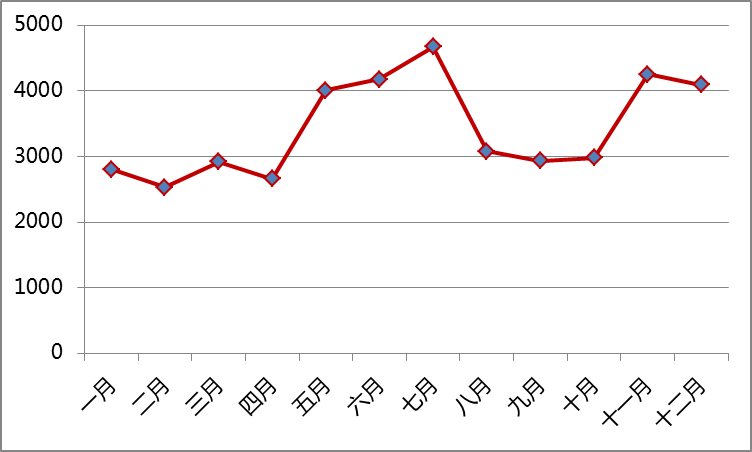 5000
4000
3000
2000
1000
0
一月
二月
三月
四月
五月
六月
七月
八月
九月
十月
十一月
十二月